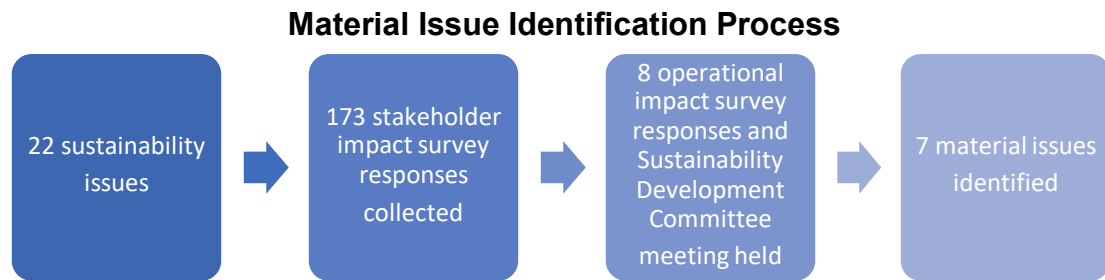 Material Issue Identification Process
22 sustainability
issues
173 stakeholder
impact survey
responses
collected
8 operational
impact survey
responses and
Sustainability
Development
Committee
meeting held
7 material issues
identified